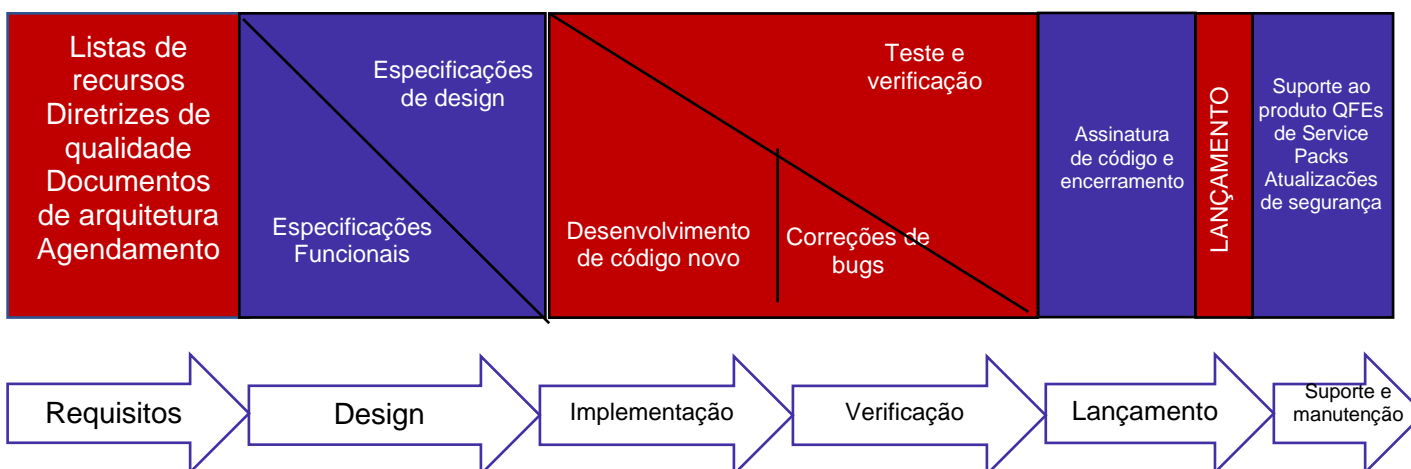 Listas de
recursos
Diretrizes de
qualidade
Documentos
de arquitetura
Agendamento
Especificações
de design
Especificações
Funcionais
Teste e
verificação
Desenvolvimento
de código novo
Correções de
bugs
Assinatura
de código e
encerramento
LANÇAMENTO
Suporte ao
produto QFEs
de Service
Packs
Atualizacões
de segurança
Requisitos
Design
Implementação
Verificação
Lançamento
Suporte e
manutenção